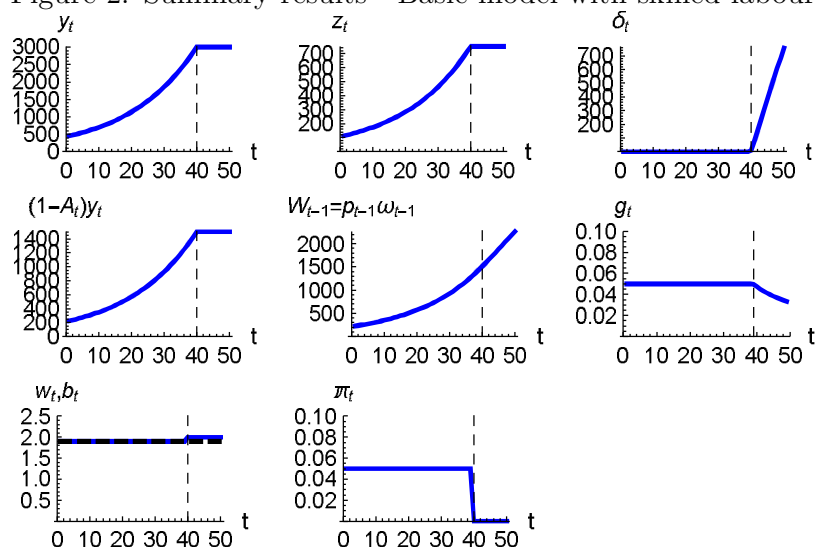 Figure 2: Summary results - Basic model with skilled labour
y_t
3000
2500
2000
1500
1000
500
0
0 10 20 30 40 50 t
z_t
700
600
500
400
300
200
0 10 20 30 40 50 t
δ_t
700
600
500
400
300
200
0 10 20 30 40 50 t
(1−A_t)y_t
1400
1200
1000
800
600
400
200
0
0 10 20 30 40 50 t
W_{t−1}=p_{t−1}ω_{t−1}
2000
1500
1000
500
0 10 20 30 40 50 t
g_t
0.10
0.08
0.06
0.04
0.02
0 10 20 30 40 50 t
w_t,b_t
2.5
2.0
1.5
1.0
0.5
0 10 20 30 40 50 t
π_t
0.10
0.08
0.06
0.04
0.02
0 10 20 30 40 50 t